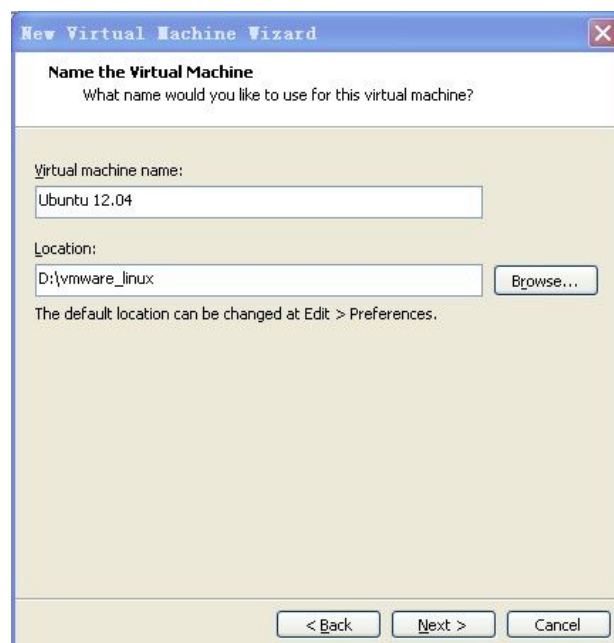 New Virtual Machine Wizard
Name the Virtual Machine
What name would you like to use for this virtual machine?
Virtual machine name:
Ubuntu 12.04
Location:
D:\vmware_linux
Browse...
The default location can be changed at Edit > Preferences.
< Back Next > Cancel